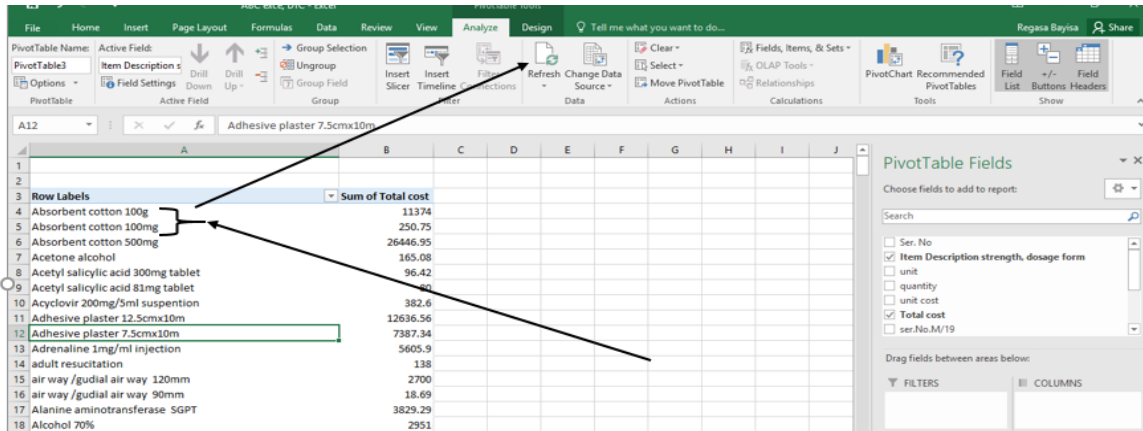 ABC exce, DTC - Excel
PivotTable Tools
File Home Insert Page Layout Formulas Data Review View Analyze Design Tell me what you want to do... Regasa Bayisa Share
PivotTable Name: Active Field:
PivotTable3 Item Description s
Options Field Settings
Drill Down Drill Up
Group Selection
Ungroup
Group Field
Insert Slicer Insert Timeline Filter Connections
Refresh Change Data Source
Clear
Select
Move PivotTable
Fields, Items, & Sets
OLAP Tools
Relationships
PivotChart Recommended PivotTables
Field List +/- Buttons Field Headers
PivotTable Active Field Group Filter Data Actions Calculations Tools Show
A12 fx Adhesive plaster 7.5cmx10m
A B C D E F G H I J
1
2
3 Row Labels Sum of Total cost
4 Absorbent cotton 100g 11374
5 Absorbent cotton 100mg 250.75
6 Absorbent cotton 500mg 26446.95
7 Acetone alcohol 165.08
8 Acetyl salicylic acid 300mg tablet 96.42
9 Acetyl salicylic acid 81mg tablet
10 Acyclovir 200mg/5ml suspention 382.6
11 Adhesive plaster 12.5cmx10m 12636.56
12 Adhesive plaster 7.5cmx10m 7387.34
13 Adrenaline 1mg/ml injection 5605.9
14 adult resucitation 138
15 air way /gudial air way 120mm 2700
16 air way /gudial air way 90mm 18.69
17 Alanine aminotransferase SGPT 3829.29
18 Alcohol 70% 2951
PivotTable Fields
Choose fields to add to report:
Search
Ser. No
Item Description strength, dosage form
unit
quantity
unit cost
Total cost
ser.No.M/19
Drag fields between areas below:
FILTERS COLUMNS